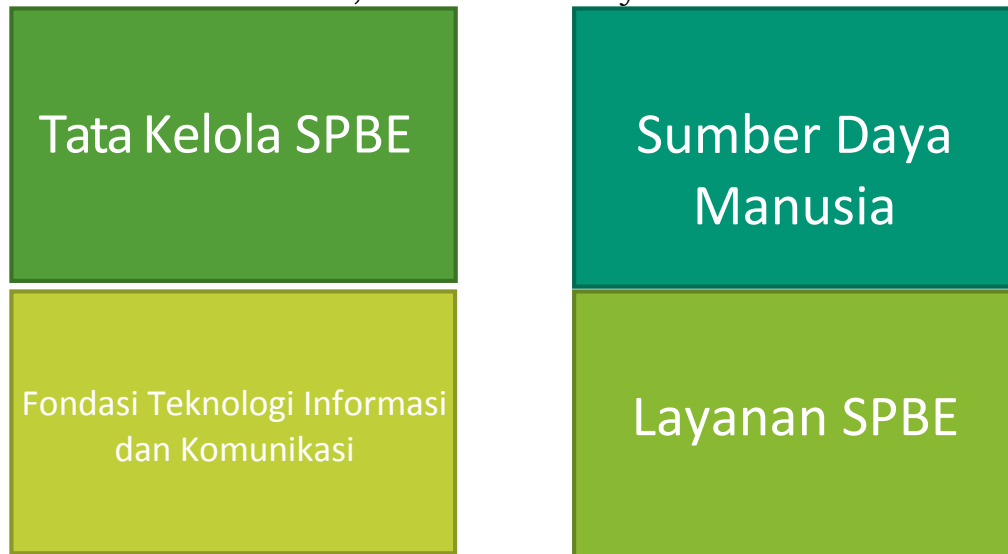 Tata Kelola SPBE
Sumber Daya
Manusia
Fondasi Teknologi Informasi
dan Komunikasi
Layanan SPBE